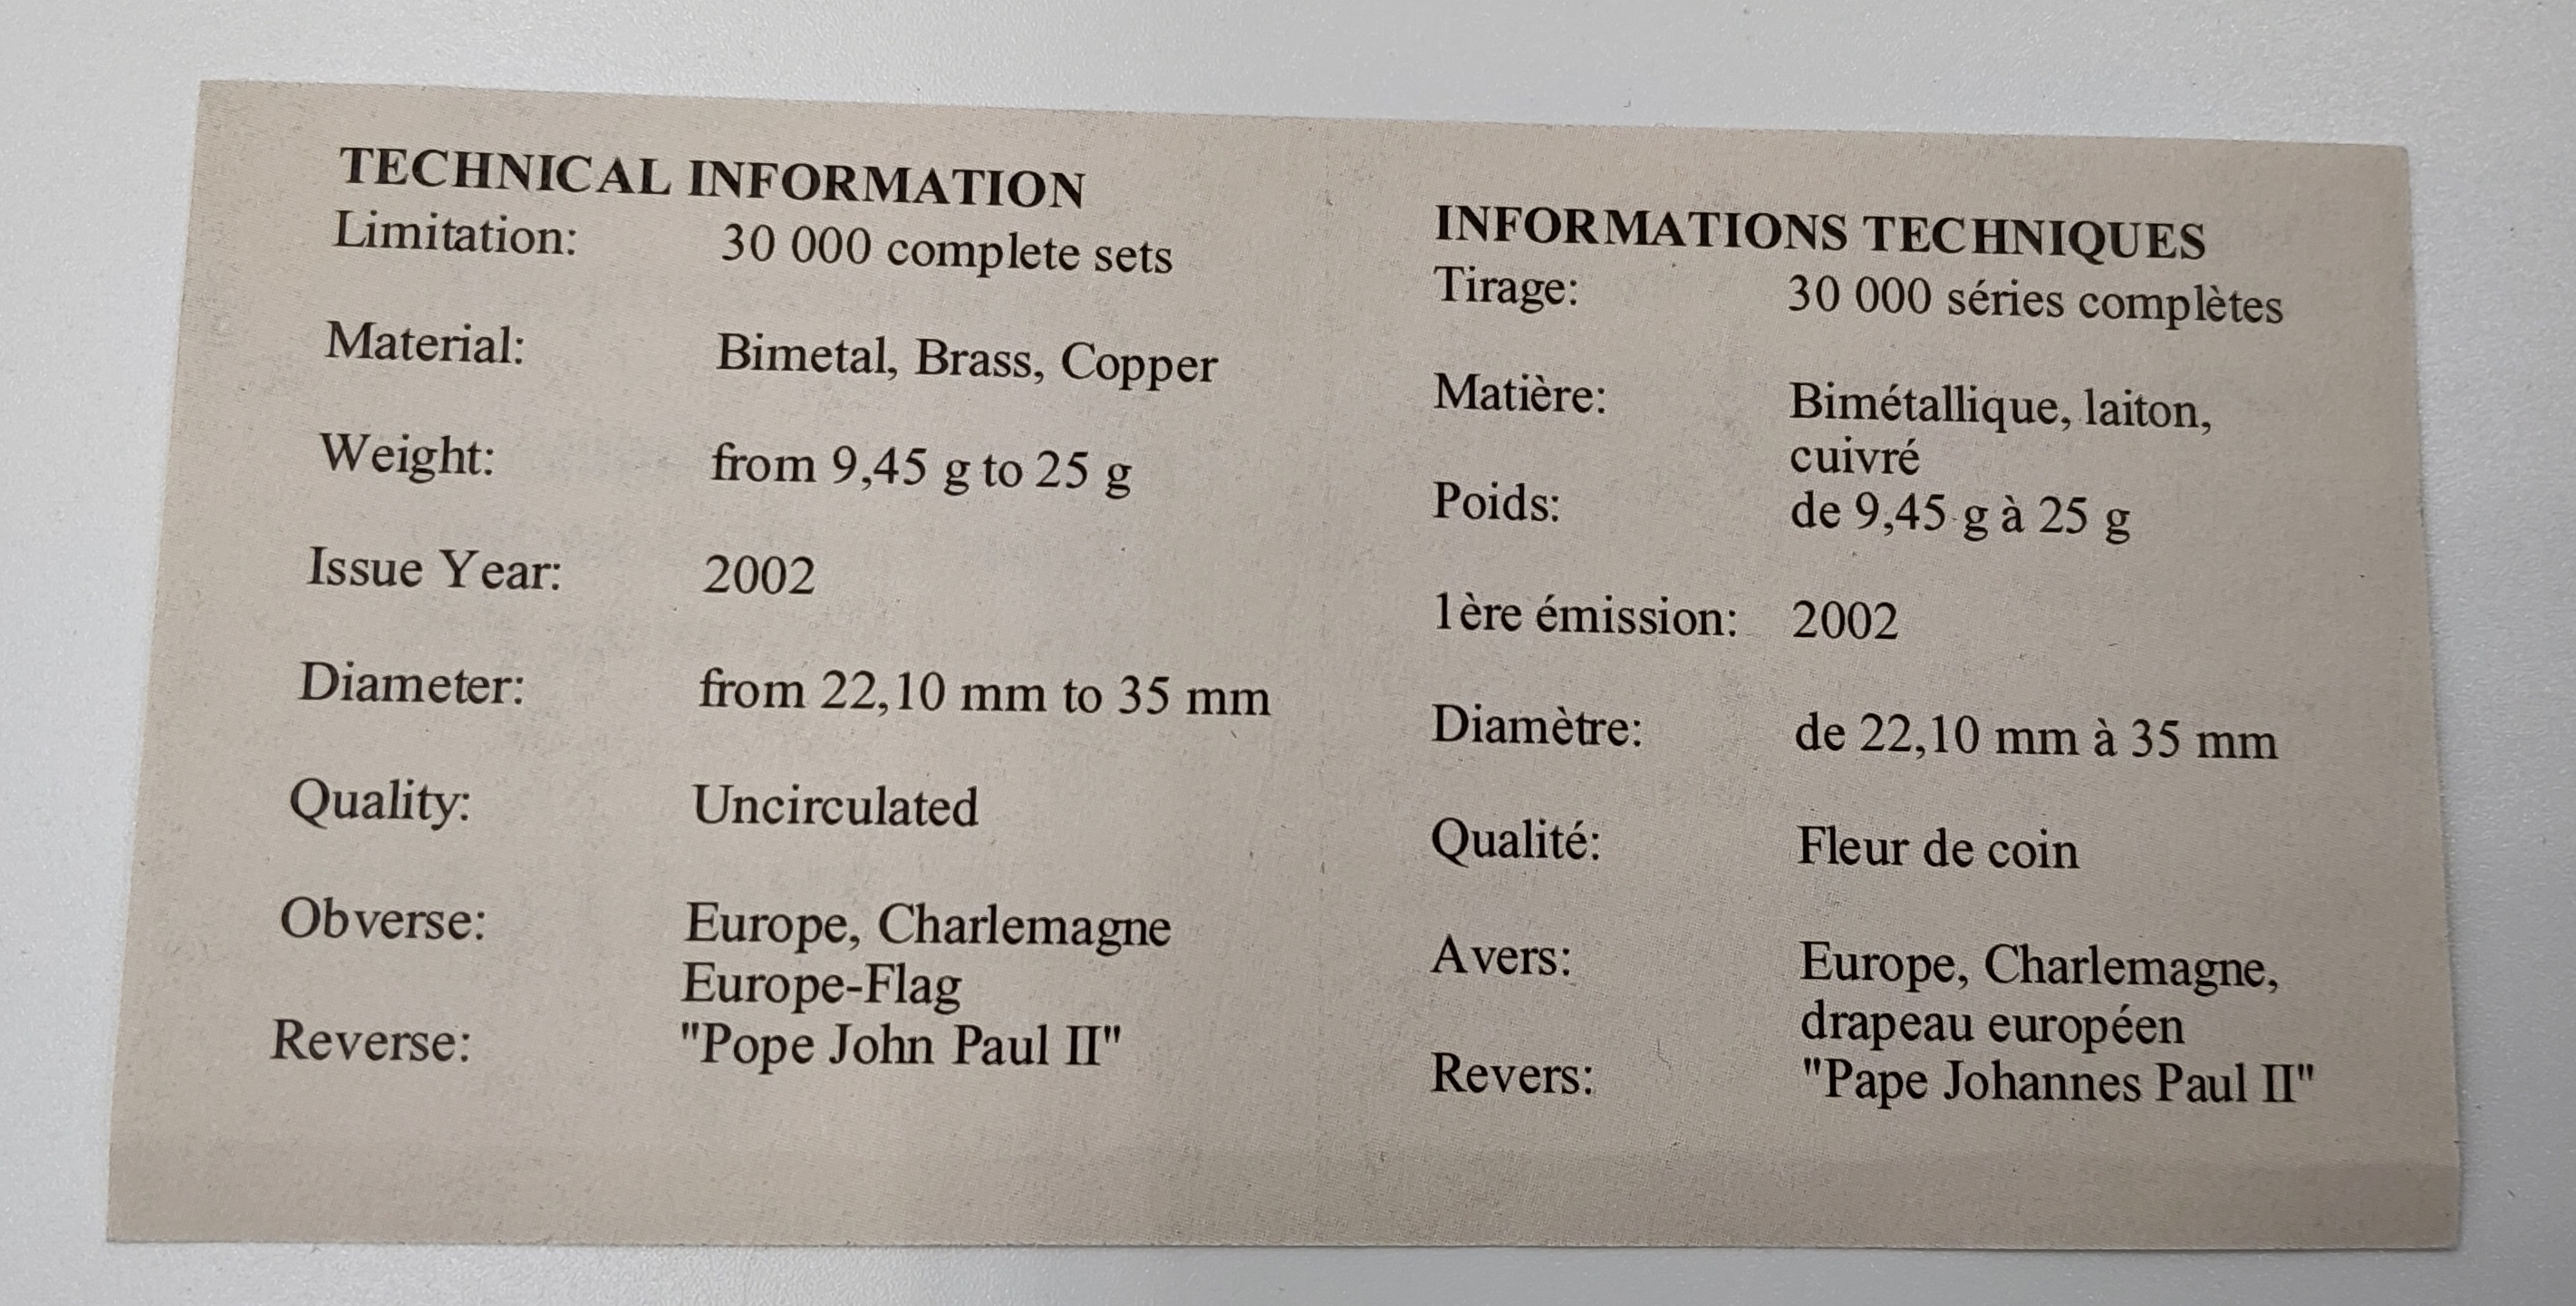 TECHNICAL INFORMATION
Limitation: 30 000 complete sets
Material: Bimetal, Brass, Copper
Weight: from 9,45 g to 25 g
Issue Year: 2002
Diameter: from 22,10 mm to 35 mm
Quality: Uncirculated
Obverse: Europe, Charlemagne
Europe-Flag
Reverse: "Pope John Paul II"
INFORMATIONS TECHNIQUES
Tirage: 30 000 séries complètes
Matière: Bimétallique, laiton,
cuivré
Poids: de 9,45 g à 25 g
1ère émission: 2002
Diamètre: de 22,10 mm à 35 mm
Qualité: Fleur de coin
Avers: Europe, Charlemagne,
drapeau européen
Revers: "Pape Johannes Paul II"